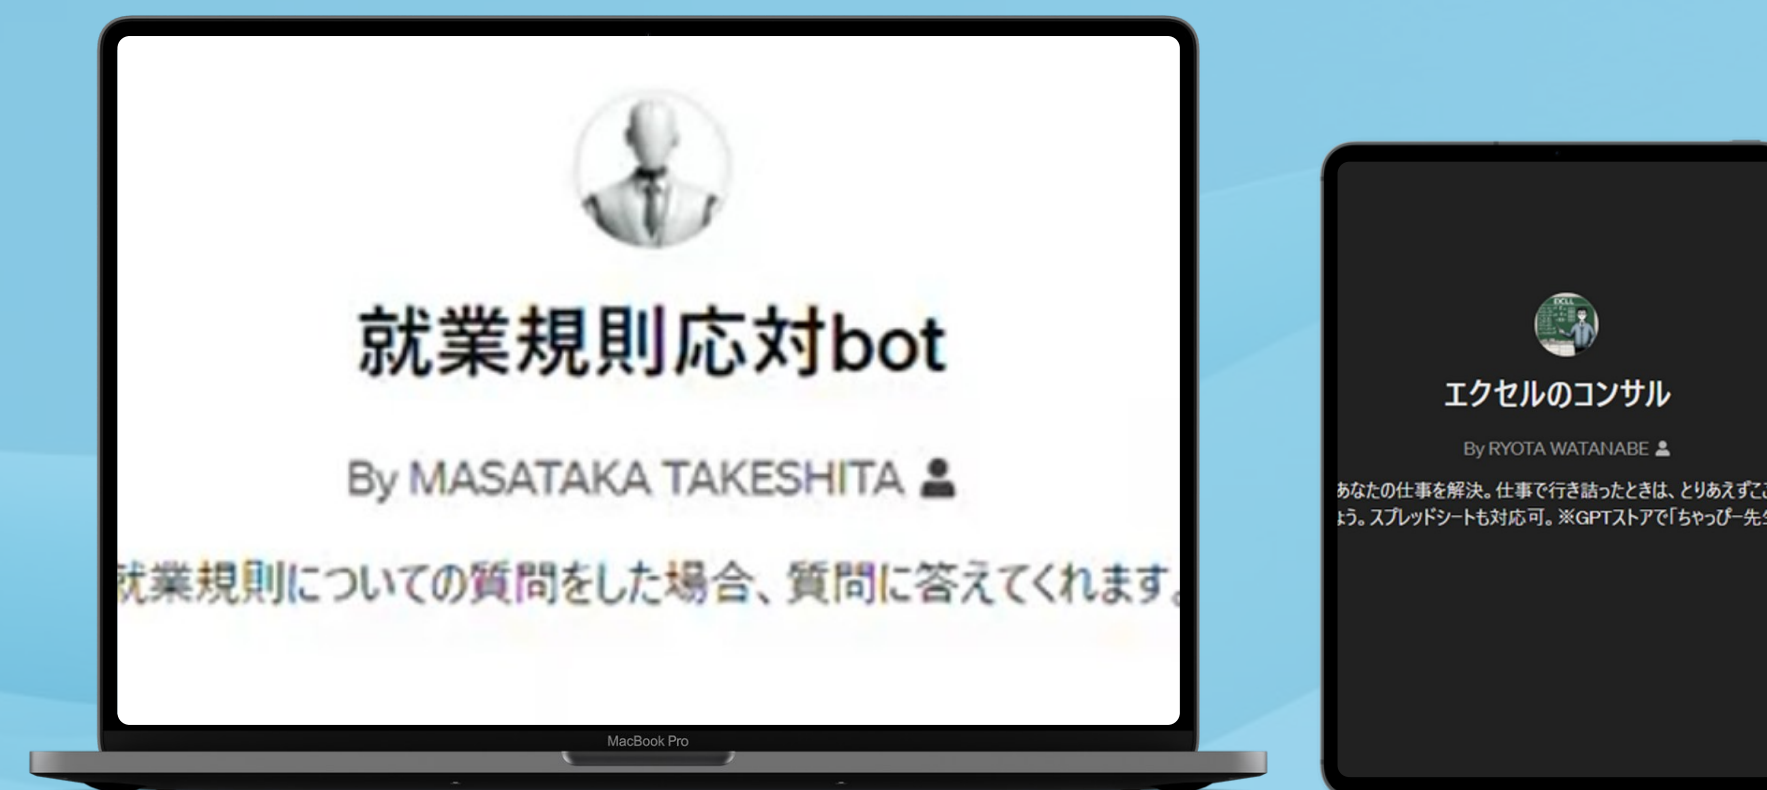 就業規則応対bot
By MASATAKA TAKESHITA
就業規則についての質問をした場合、質問に答えてくれます。
MacBook Pro
エクセルのコンサル
By RYOTA WATANABE
あなたの仕事を解決。仕事で行き詰ったときは、とりあえずこ
ょう。スプレッドシートも対応可。※GPTストアで「ちゃっぴー先